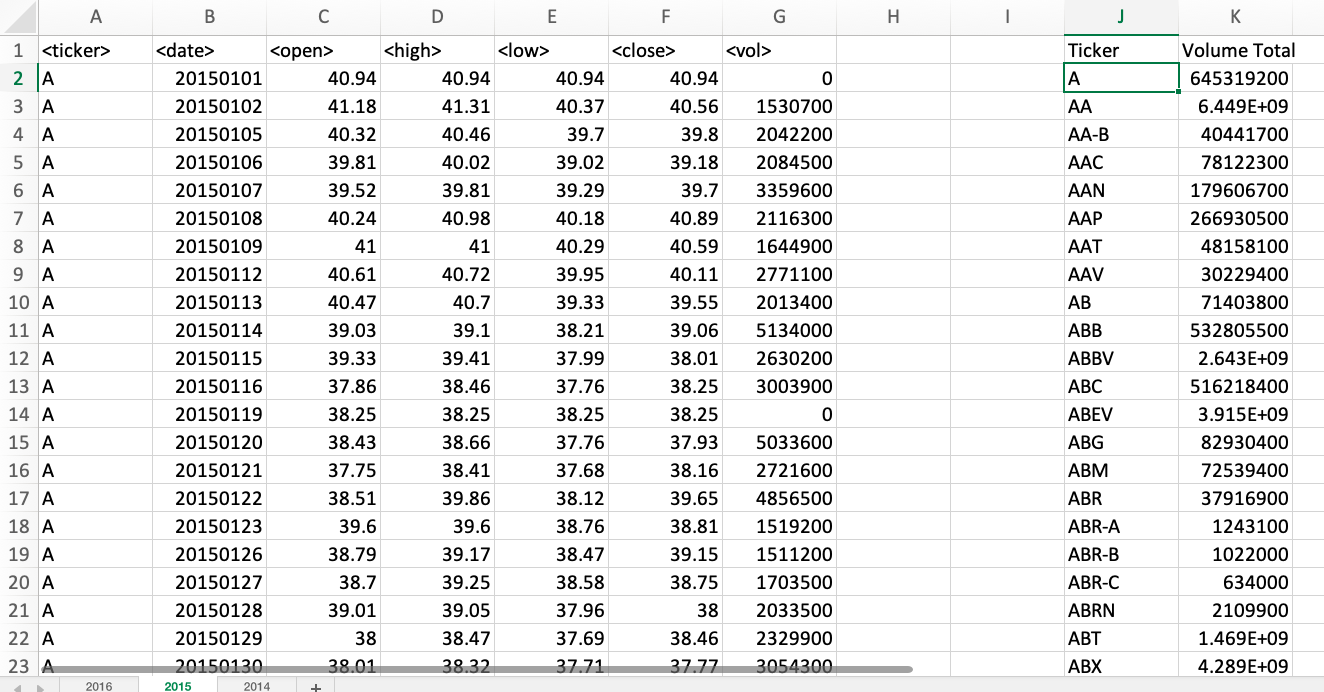 A B C D E F G H I J K
1 <ticker> <date> <open> <high> <low> <close> <vol> Ticker Volume Total
2 A 20150101 40.94 40.94 40.94 40.94 0 A 645319200
3 A 20150102 41.18 41.31 40.37 40.56 1530700 AA 6.449E+09
4 A 20150105 40.32 40.46 39.7 39.8 2042200 AA-B 40441700
5 A 20150106 39.81 40.02 39.02 39.18 2084500 AAC 78122300
6 A 20150107 39.52 39.81 39.29 39.7 3359600 AAN 179606700
7 A 20150108 40.24 40.98 40.18 40.89 2116300 AAP 266930500
8 A 20150109 41 41 40.29 40.59 1644900 AAT 48158100
9 A 20150112 40.61 40.72 39.95 40.11 2771100 AAV 30229400
10 A 20150113 40.47 40.7 39.33 39.55 2013400 AB 71403800
11 A 20150114 39.03 39.1 38.21 39.06 5134000 ABB 532805500
12 A 20150115 39.33 39.41 37.99 38.01 2630200 ABBV 2.643E+09
13 A 20150116 37.86 38.46 37.76 38.25 3003900 ABC 516218400
14 A 20150119 38.25 38.25 38.25 38.25 0 ABEV 3.915E+09
15 A 20150120 38.43 38.66 37.76 37.93 5033600 ABG 82930400
16 A 20150121 37.75 38.41 37.68 38.16 2721600 ABM 72539400
17 A 20150122 38.51 39.86 38.12 39.65 4856500 ABR 37916900
18 A 20150123 39.6 39.6 38.76 38.81 1519200 ABR-A 1243100
19 A 20150126 38.79 39.17 38.47 39.15 1511200 ABR-B 1022000
20 A 20150127 38.7 39.25 38.58 38.75 1703500 ABR-C 634000
21 A 20150128 39.01 39.05 37.96 38 2033500 ABRN 2109900
22 A 20150129 38 38.47 37.69 38.46 2329900 ABT 1.469E+09
23 A 20150130 38.01 38.32 37.71 37.77 3054300 ABX 4.289E+09
2016 2015 2014 +